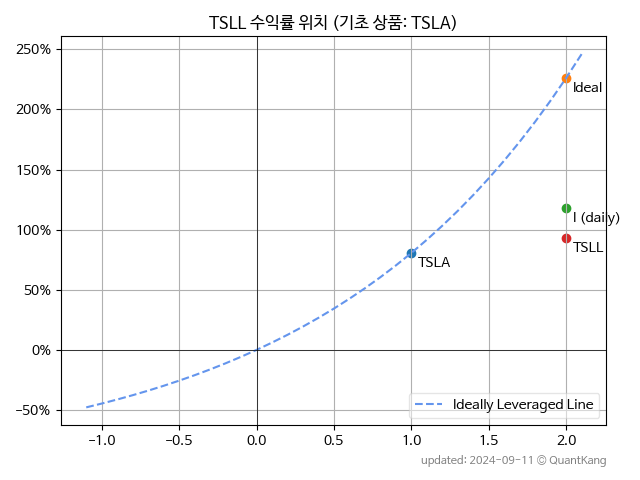 TSLL 수익률 위치 (기초 상품: TSLA)
250%
200%
150%
100%
50%
0%
−50%
Ideal
I (daily)
TSLL
TSLA
Ideally Leveraged Line
−1.0 −0.5 0.0 0.5 1.0 1.5 2.0
updated: 2024-09-11 © QuantKang